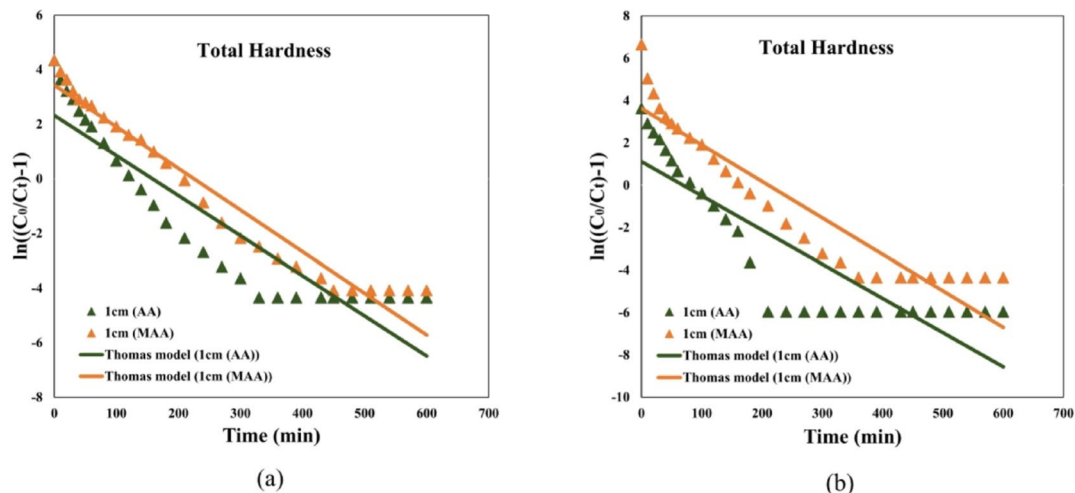 6
4
2
0
-2
-4
-6
-8
ln((C₀/Ct)-1)
Total Hardness
1cm (AA)
1cm (MAA)
Thomas model (1cm (AA))
Thomas model (1cm (MAA))
0 100 200 300 400 500 600 700
Time (min)
(a)
8
6
4
2
0
-2
-4
-6
-8
-10
ln((C₀/Ct)-1)
Total Hardness
1cm (AA)
1cm (MAA)
Thomas model (1cm (AA))
Thomas model (1cm (MAA))
0 100 200 300 400 500 600 700
Time (min)
(b)